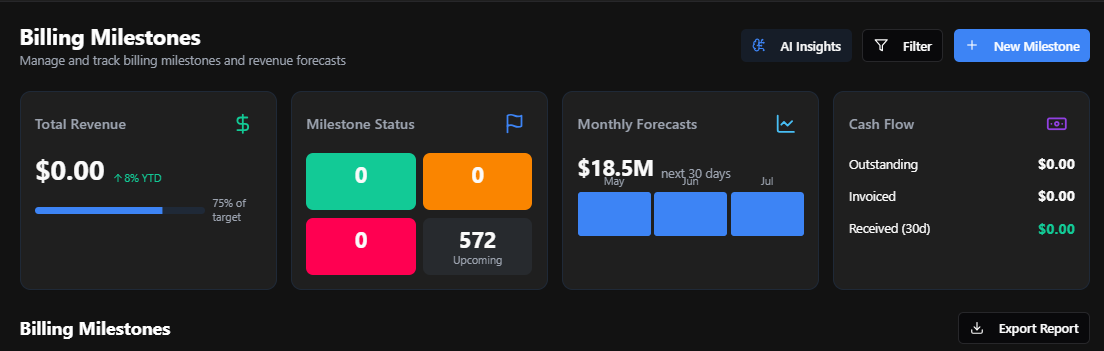 Billing Milestones
Manage and track billing milestones and revenue forecasts
AI Insights
Filter
New Milestone
Total Revenue
$0.00 ↑ 8% YTD
75% of
target
Milestone Status
0
0
0
572
Upcoming
Monthly Forecasts
$18.5M next 30 days
May Jun Jul
Cash Flow
Outstanding $0.00
Invoiced $0.00
Received (30d) $0.00
Billing Milestones
Export Report